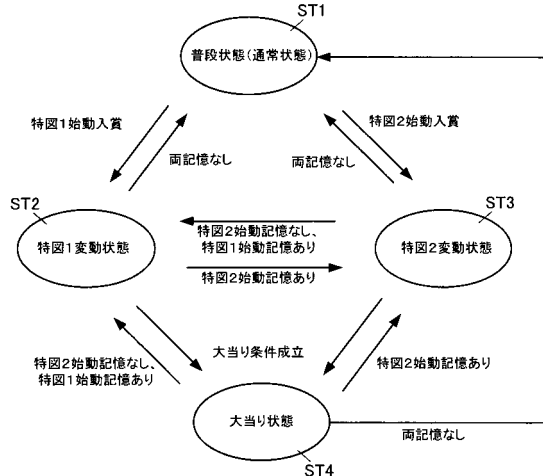 ST1
普段状態(通常状態)
特図1始動入賞
特図2始動入賞
両記憶なし
両記憶なし
ST2
ST3
特図1変動状態
特図2始動記憶なし、
特図1始動記憶あり
特図2変動状態
特図2始動記憶あり
特図2始動記憶なし、
特図1始動記憶あり
大当り条件成立
特図2始動記憶あり
大当り状態
両記憶なし
ST4